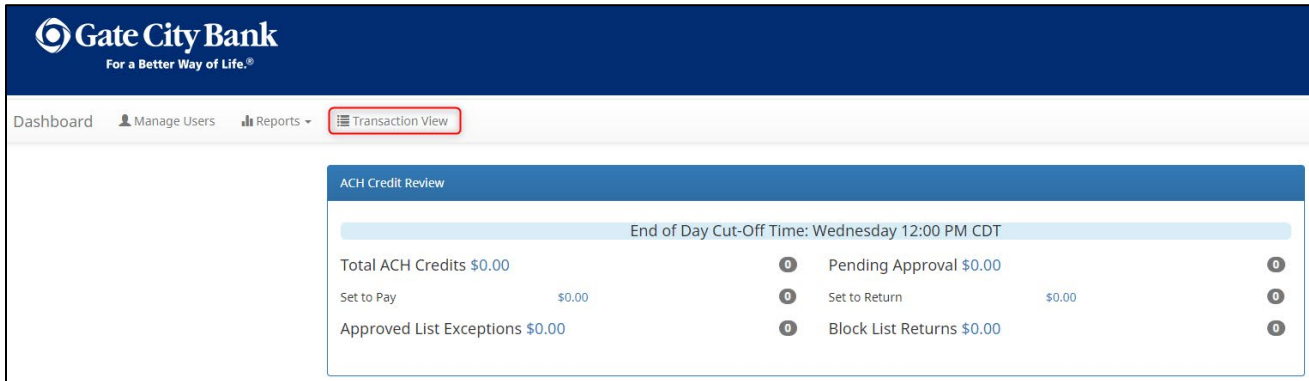 Gate City Bank
For a Better Way of Life.®
Dashboard Manage Users Reports Transaction View
ACH Credit Review
End of Day Cut-Off Time: Wednesday 12:00 PM CDT
Total ACH Credits $0.00 0 Pending Approval $0.00 0
Set to Pay $0.00 0 Set to Return $0.00 0
Approved List Exceptions $0.00 0 Block List Returns $0.00 0